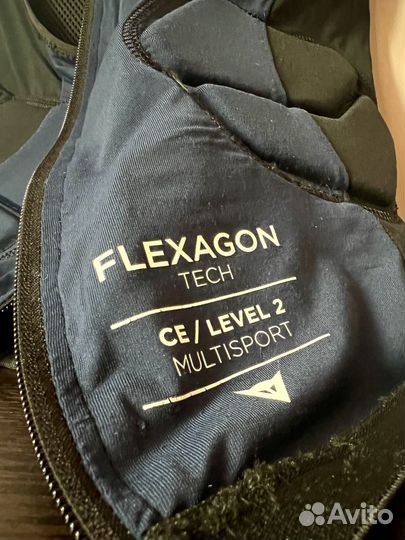 FLEXAGON
TECH
CE / LEVEL 2
MULTISPORT
Avito